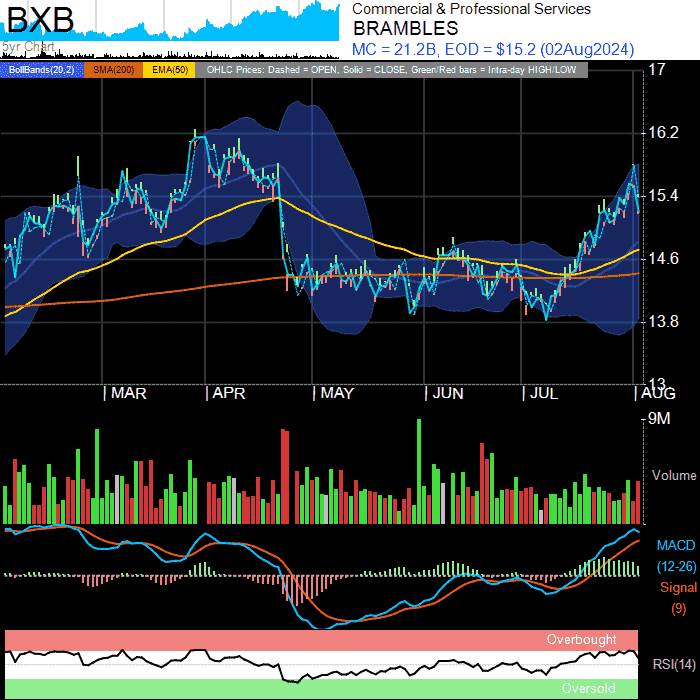 BXB
5yr Chart
Commercial & Professional Services
BRAMBLES
MC = 21.2B, EOD = $15.2 (02Aug2024)
BollBands(20,2) SMA(200) EMA(50) OHLC Prices: Dashed = OPEN, Solid = CLOSE, Green/Red bars = Intra-day HIGH/LOW
17
16.2
15.4
14.6
13.8
13
MAR APR MAY JUN JUL AUG
9M
Volume
MACD
(12-26)
Signal
(9)
Overbought
RSI(14)
Oversold